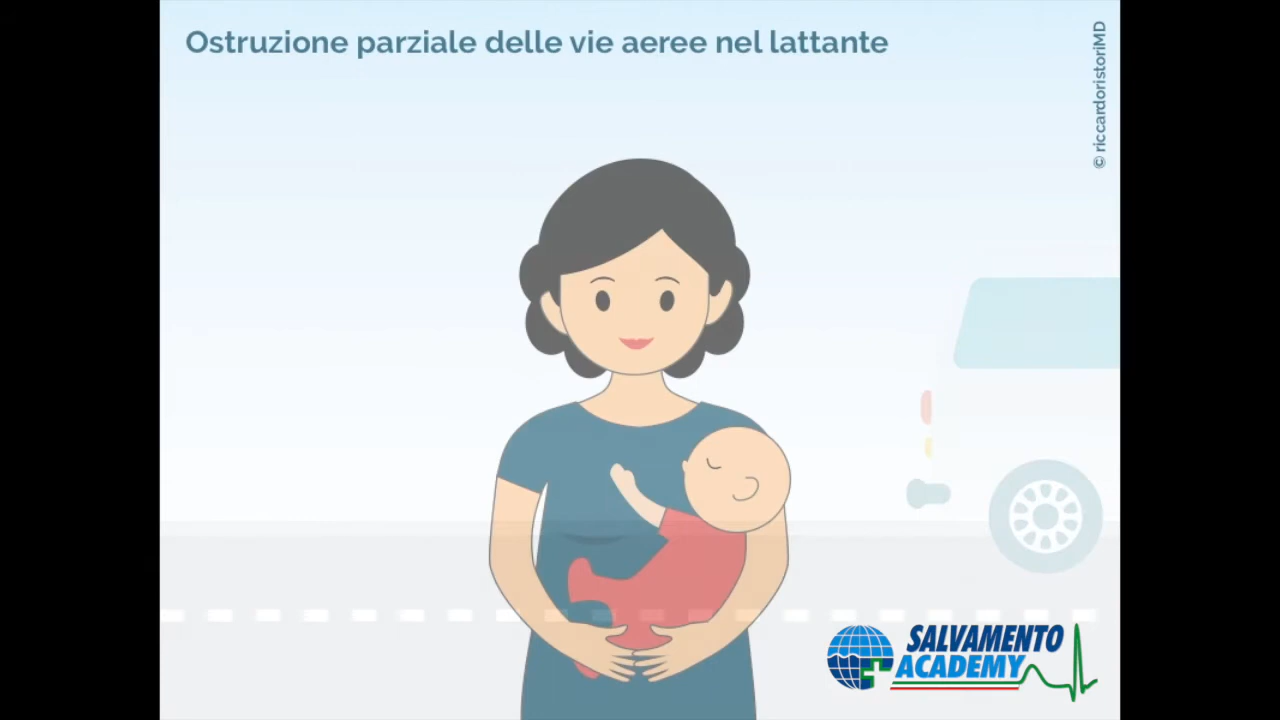 Ostruzione parziale delle vie aeree nel lattante
© riccardoristoriMD
SALVAMENTO
ACADEMY